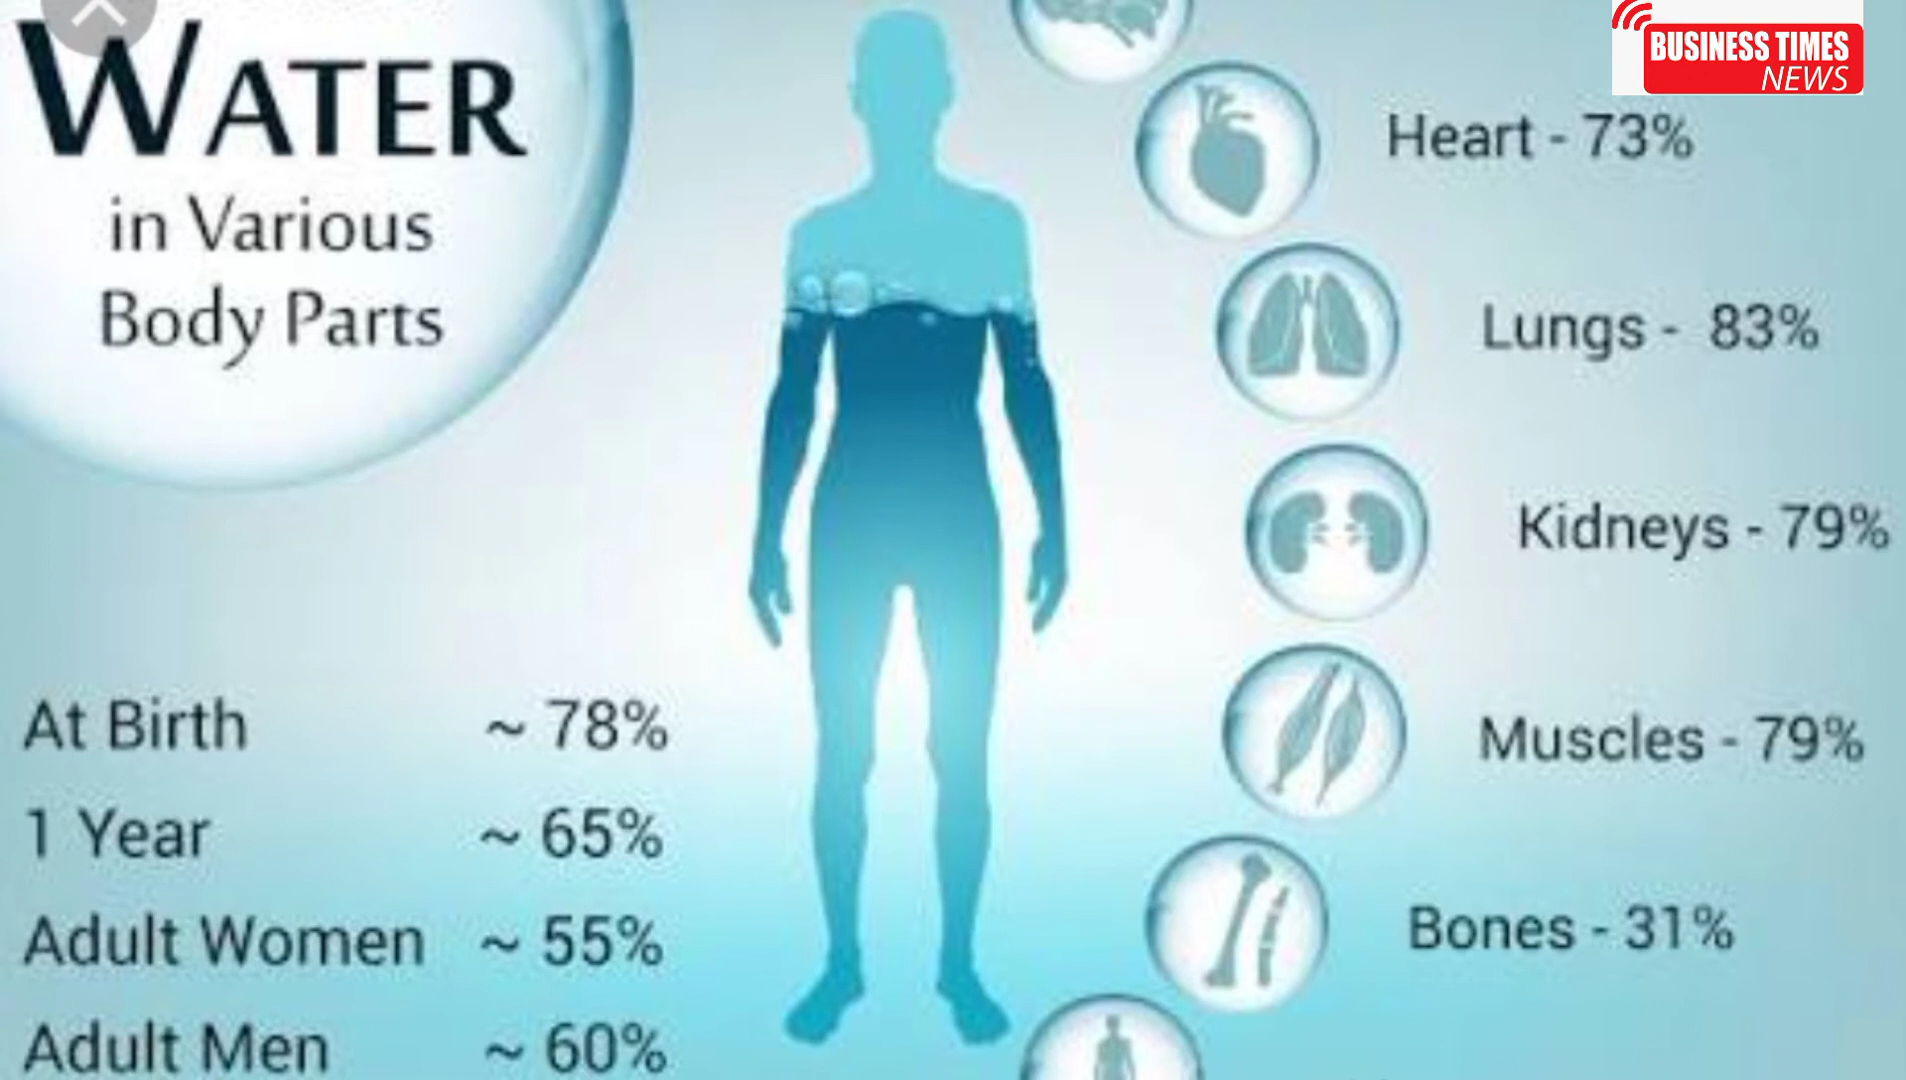 WATER
in Various
Body Parts
BUSINESS TIMES
NEWS
Heart - 73%
Lungs - 83%
Kidneys - 79%
Muscles - 79%
Bones - 31%
At Birth ~ 78%
1 Year ~ 65%
Adult Women ~ 55%
Adult Men ~ 60%